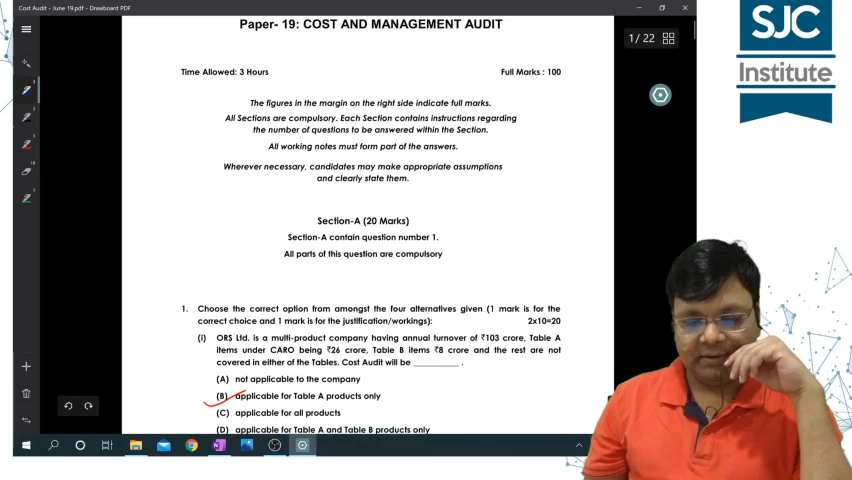 Cost Audit - June 19.pdf - Drawboard PDF
SJC
Institute
1 / 22
Paper- 19: COST AND MANAGEMENT AUDIT
Time Allowed: 3 Hours Full Marks : 100
The figures in the margin on the right side indicate full marks.
All Sections are compulsory. Each Section contains instructions regarding
the number of questions to be answered within the Section.
All working notes must form part of the answers.
Wherever necessary, candidates may make appropriate assumptions
and clearly state them.
Section-A (20 Marks)
Section-A contain question number 1.
All parts of this question are compulsory
1. Choose the correct option from amongst the four alternatives given (1 mark is for the
correct choice and 1 mark is for the justification/workings): 2x10=20
(i) ORS Ltd. is a multi-product company having annual turnover of ₹103 crore, Table A
items under CARO being ₹26 crore, Table B items ₹8 crore and the rest are not
covered in either of the Tables. Cost Audit will be __________ .
(A) not applicable to the company
(B) applicable for Table A products only
(C) applicable for all products
(D) applicable for Table A and Table B products only